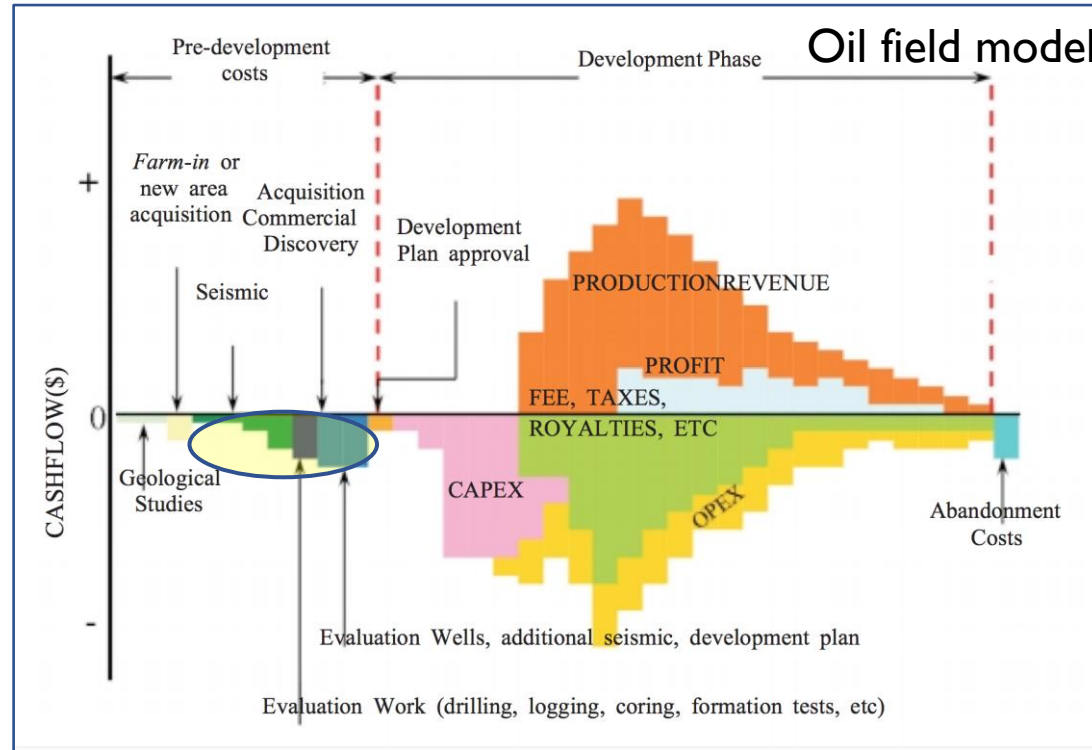 Oil field model
Pre-development
costs
Development Phase
Farm-in or
new area
acquisition
Acquisition
Commercial
Discovery
Development
Plan approval
Seismic
+
PRODUCTIONREVENUE
PROFIT
FEE, TAXES,
ROYALTIES, ETC
0
CASHFLOW($)
Geological
Studies
CAPEX
OPEX
Abandonment
Costs
-
Evaluation Wells, additional seismic, development plan
Evaluation Work (drilling, logging, coring, formation tests, etc)